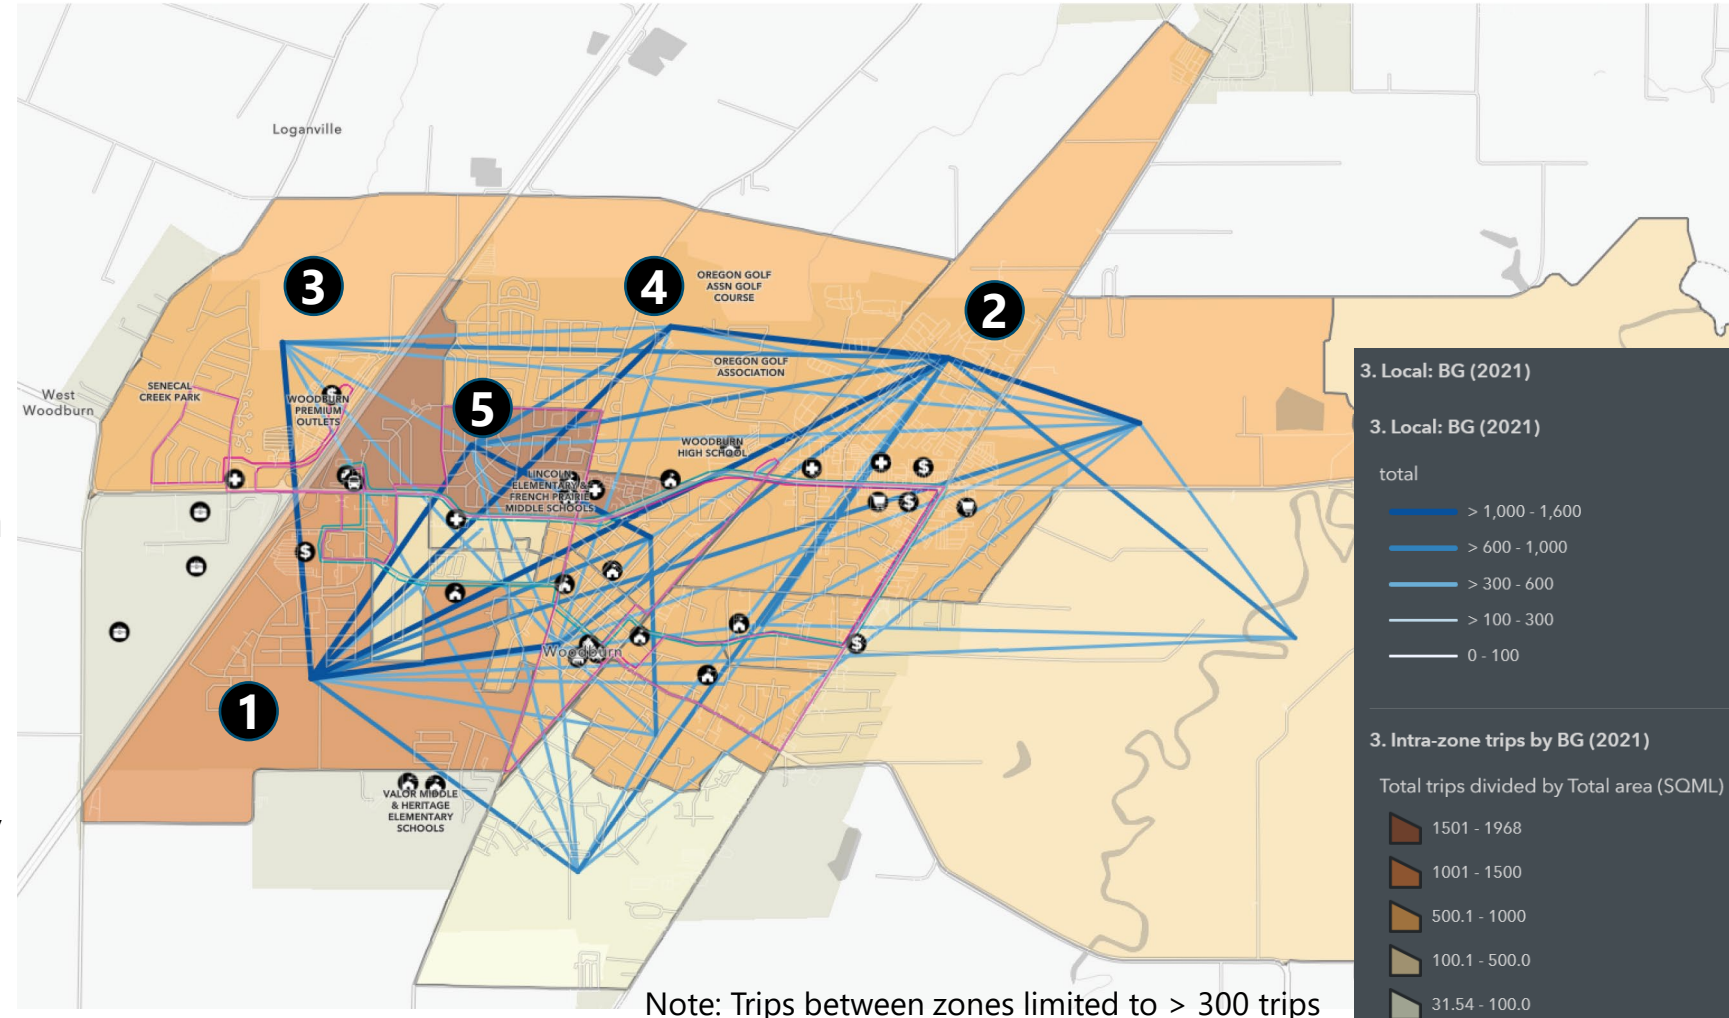 Loganville
3
4
OREGON GOLF
ASSN GOLF
COURSE
2
OREGON GOLF
ASSOCIATION
West
Woodburn
SENECAL
CREEK PARK
WOODBURN
PREMIUM
OUTLETS
5
WOODBURN
HIGH SCHOOL
LINCOLN
ELEMENTARY &
FRENCH PRAIRIE
MIDDLE SCHOOLS
Woodburn
1
VALOR MIDDLE
& HERITAGE
ELEMENTARY
SCHOOLS
Note: Trips between zones limited to > 300 trips
3. Local: BG (2021)
3. Local: BG (2021)
total
> 1,000 - 1,600
> 600 - 1,000
> 300 - 600
> 100 - 300
0 - 100
3. Intra-zone trips by BG (2021)
Total trips divided by Total area (SQML)
1501 - 1968
1001 - 1500
500.1 - 1000
100.1 - 500.0
31.54 - 100.0